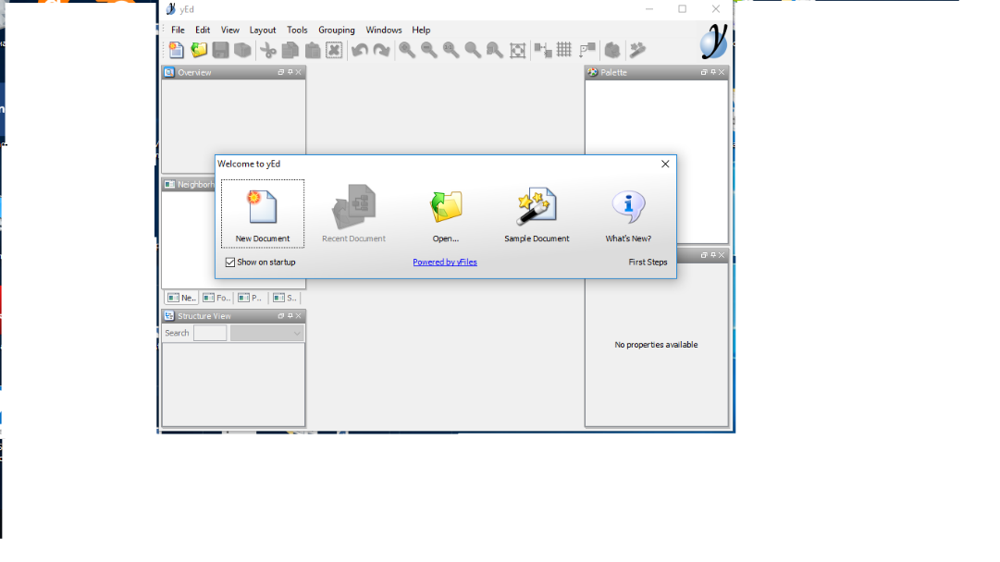 yEd
File Edit View Layout Tools Grouping Windows Help
Overview
Palette
Welcome to yEd
Neighborh
New Document Recent Document Open... Sample Document What's New?
Show on startup Powered by yFiles First Steps
Ne.. Fo.. P.. S..
Structure View
Search
No properties available